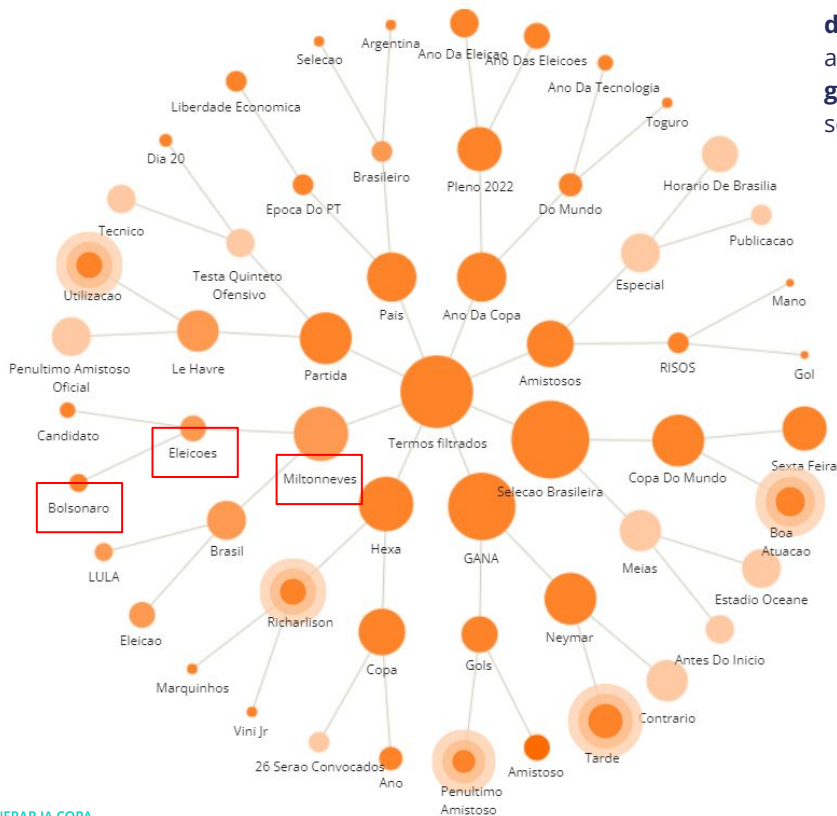 d
a
g
s
Argentina
Selecao
Ano Da Eleicao
Ano Das Eleicoes
Ano Da Tecnologia
Liberdade Economica
Toguro
Dia 20
Brasileiro
Pleno 2022
Horario De Brasilia
Epoca Do PT
Do Mundo
Tecnico
Publicacao
Testa Quinteto
Ofensivo
Especial
Utilizacao
Mano
Pais
Ano Da Copa
Penultimo Amistoso
Oficial
Le Havre
Partida
Amistosos
RISOS
Gol
Candidato
Termos filtrados
Eleicoes
Sexta Feira
Miltonneves
Selecao Brasileira
Copa Do Mundo
Bolsonaro
Boa
Atuacao
Brasil
Hexa
GANA
Meias
LULA
Estadio Oceane
Richarlison
Eleicao
Neymar
Antes Do Inicio
Copa
Gols
Marquinhos
Contrario
Vini Jr
Tarde
26 Serao Convocados
Ano
Amistoso
Penultimo
Amistoso